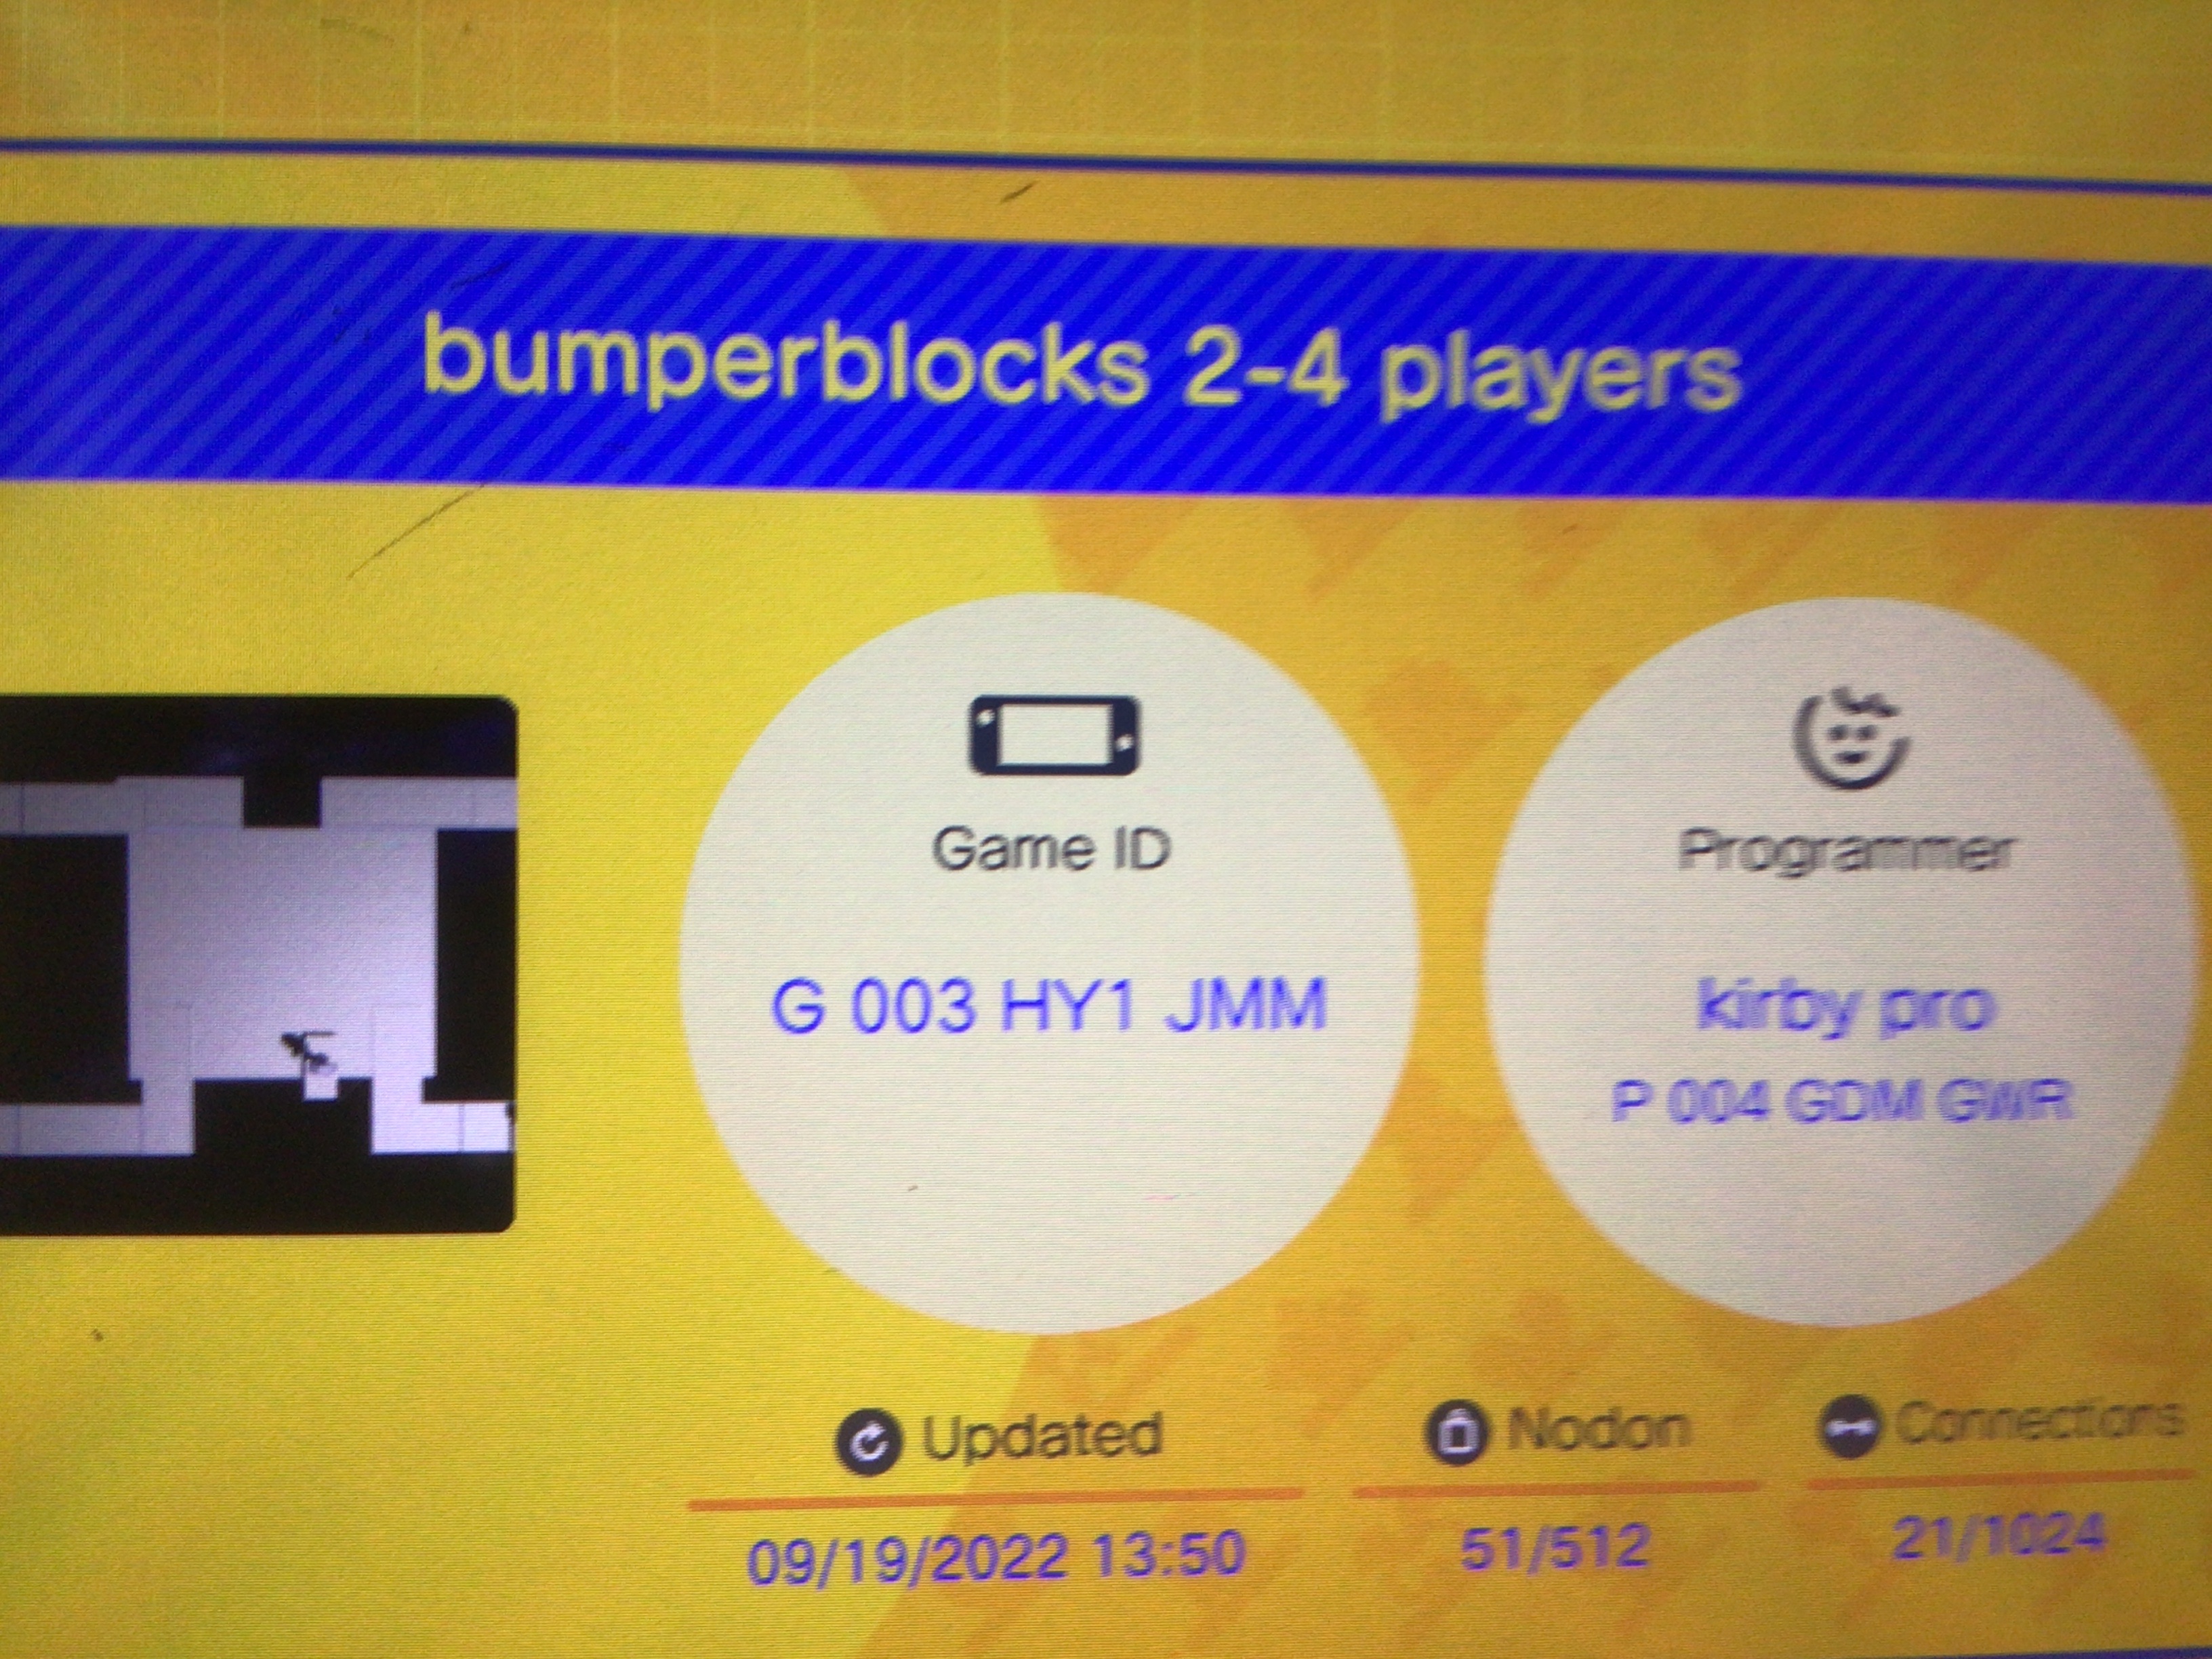 bumperblocks 2-4 players
Game ID
G 003 HY1 JMM
Programmer
kirby pro
P 004 GDM GWR
Updated
09/19/2022 13:50
Nodon
51/512
Connections
21/1024